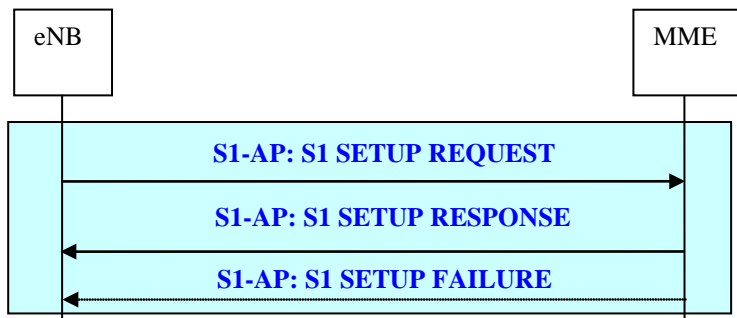 eNB
MME
S1-AP: S1 SETUP REQUEST
S1-AP: S1 SETUP RESPONSE
S1-AP: S1 SETUP FAILURE